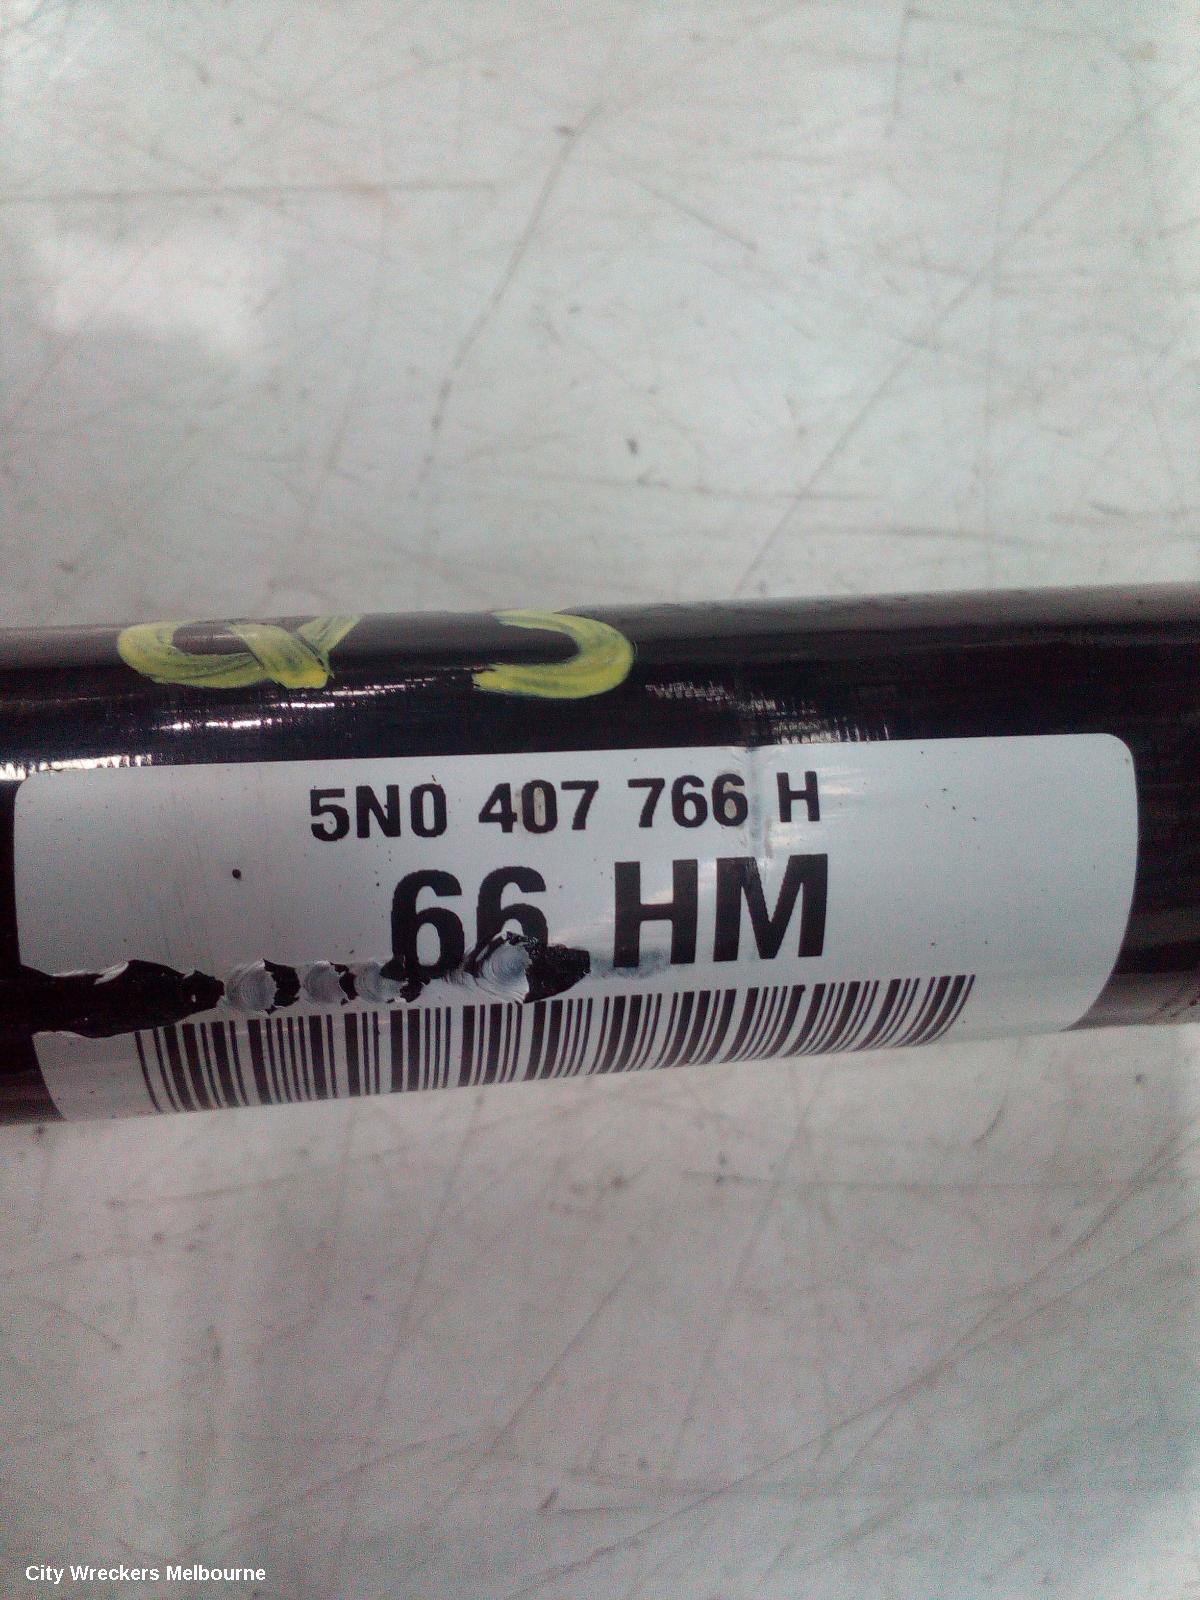 5N0 407 766 H
66 HM
City Wreckers Melbourne